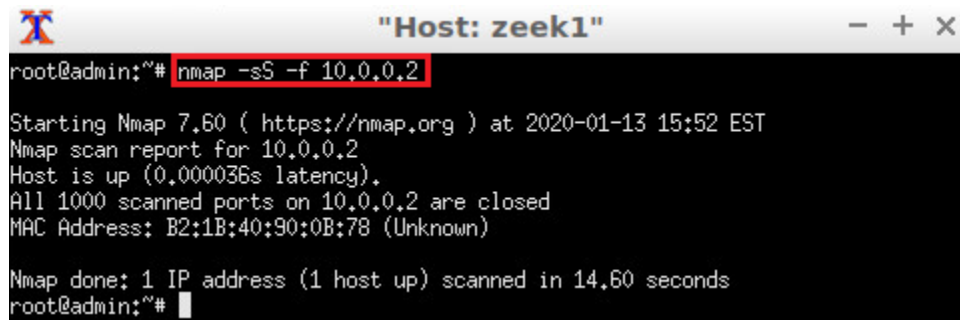 "Host: zeek1"
root@admin:~# nmap -sS -f 10.0.0.2
Starting Nmap 7.60 ( https://nmap.org ) at 2020-01-13 15:52 EST
Nmap scan report for 10.0.0.2
Host is up (0.000036s latency).
All 1000 scanned ports on 10.0.0.2 are closed
MAC Address: B2:1B:40:90:0B:78 (Unknown)
Nmap done: 1 IP address (1 host up) scanned in 14.60 seconds
root@admin:~#